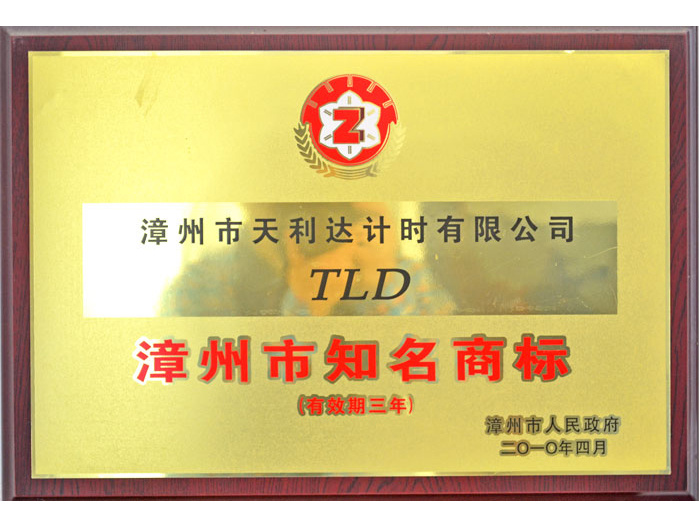 Z
漳州市天利达计时有限公司
TLD
漳州市知名商标
(有效期三年)
漳州市人民政府
二〇一〇年四月